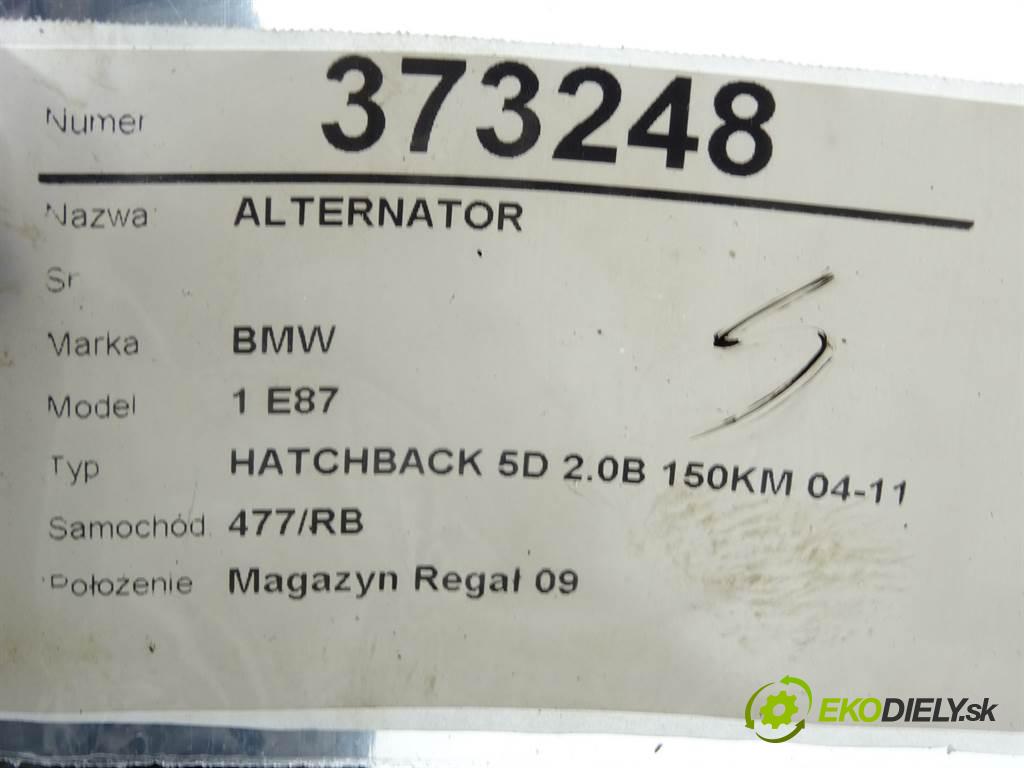 Numer 373248
Nazwa: ALTERNATOR
Sr
Marka BMW
Model 1 E87
Typ HATCHBACK 5D 2.0B 150KM 04-11
Samochód. 477/RB
Położenie Magazyn Regał 09
S
EKODIELY.sk